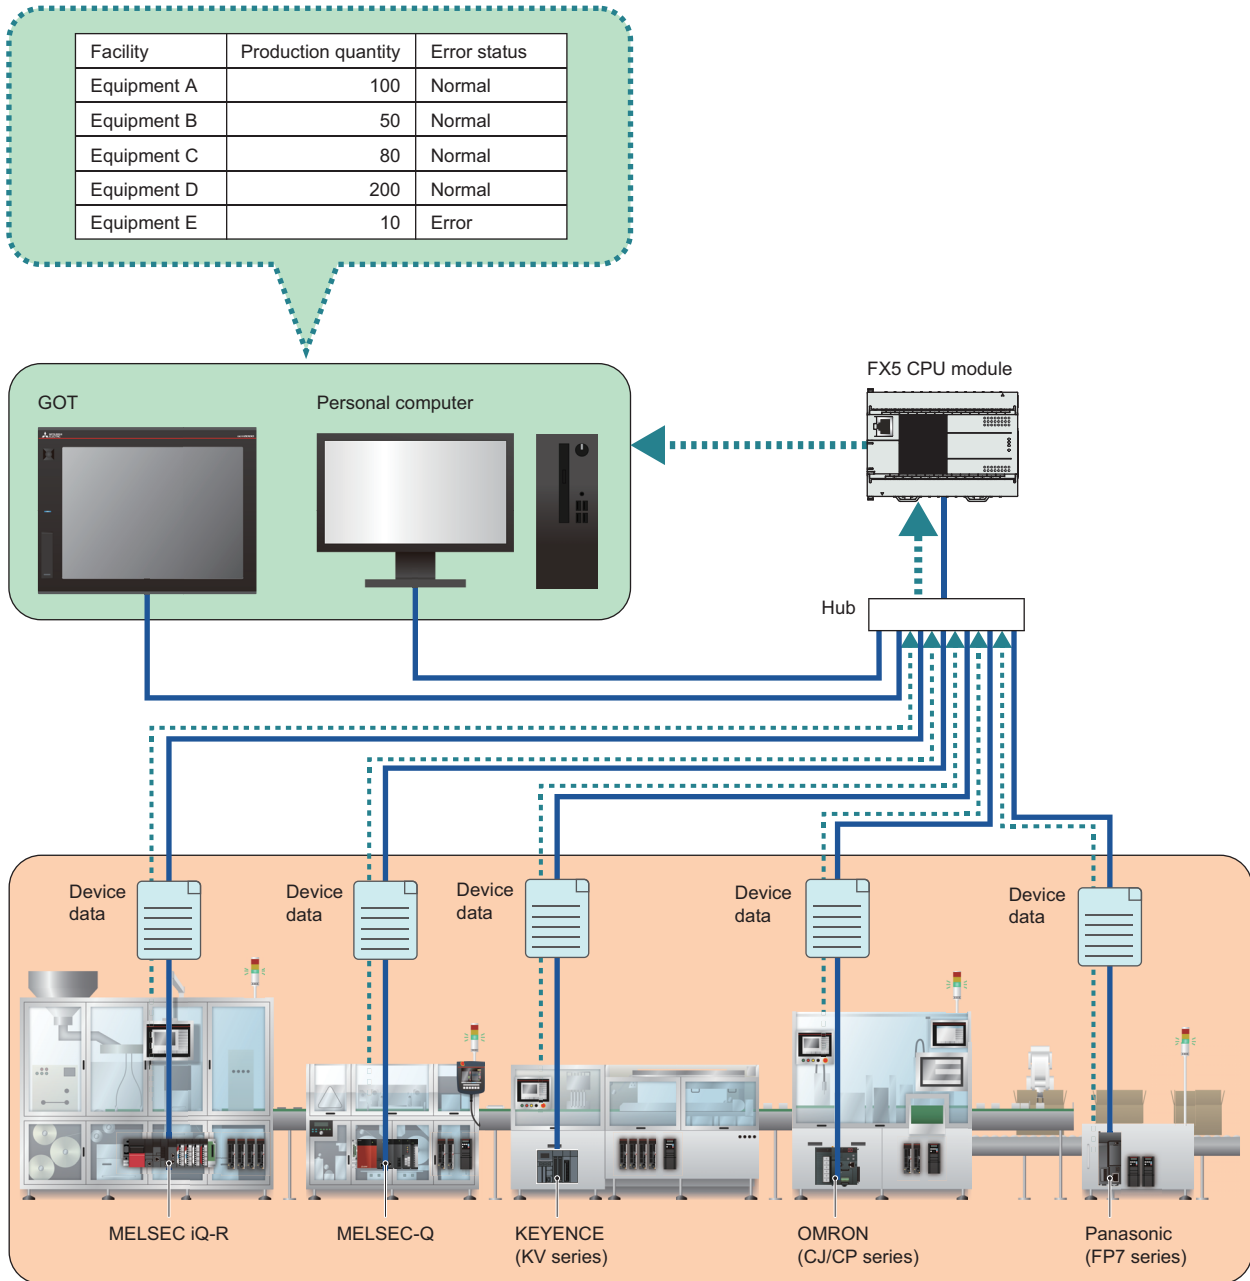 Facility Production quantity Error status
Equipment A 100 Normal
Equipment B 50 Normal
Equipment C 80 Normal
Equipment D 200 Normal
Equipment E 10 Error
FX5 CPU module
GOT
Personal computer
Hub
Device
data
Device
data
Device
data
Device
data
Device
data
MELSEC iQ-R
MELSEC-Q
KEYENCE
(KV series)
OMRON
(CJ/CP series)
Panasonic
(FP7 series)